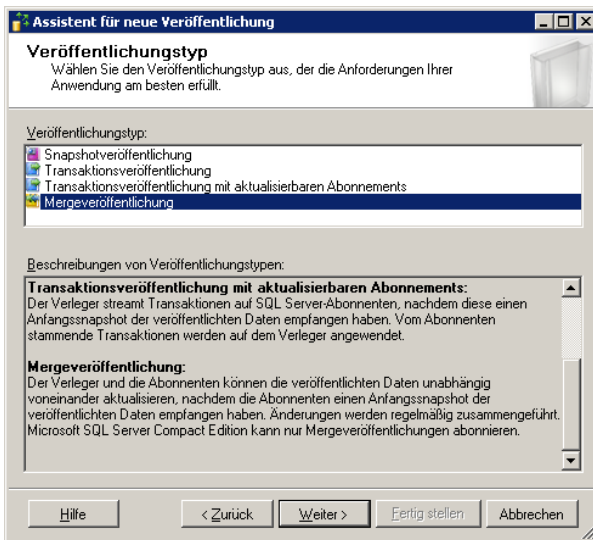 Assistent für neue Veröffentlichung
Veröffentlichungstyp
Wählen Sie den Veröffentlichungstyp aus, der die Anforderungen Ihrer
Anwendung am besten erfüllt.
Veröffentlichungstyp:
Snapshotveröffentlichung
Transaktionsveröffentlichung
Transaktionsveröffentlichung mit aktualisierbaren Abonnements
Mergeveröffentlichung
Beschreibungen von Veröffentlichungstypen:
Transaktionsveröffentlichung mit aktualisierbaren Abonnements:
Der Verleger streamt Transaktionen auf SQL Server-Abonnenten, nachdem diese einen
Anfangssnapshot der veröffentlichten Daten empfangen haben. Vom Abonnenten
stammende Transaktionen werden auf dem Verleger angewendet.
Mergeveröffentlichung:
Der Verleger und die Abonnenten können die veröffentlichten Daten unabhängig
voneinander aktualisieren, nachdem die Abonnenten einen Anfangssnapshot der
veröffentlichten Daten empfangen haben. Änderungen werden regelmäßig zusammengeführt.
Microsoft SQL Server Compact Edition kann nur Mergeveröffentlichungen abonnieren.
Hilfe < Zurück Weiter > Fertig stellen Abbrechen